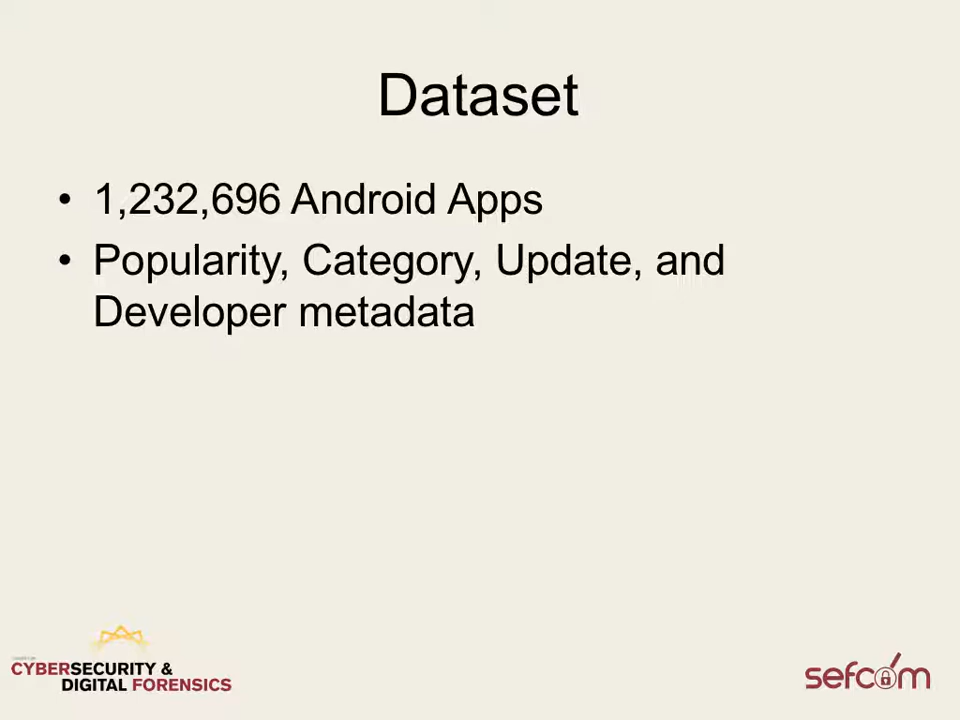 Dataset
• 1,232,696 Android Apps
• Popularity, Category, Update, and
Developer metadata
CYBERSECURITY &
DIGITAL FORENSICS
sefcom